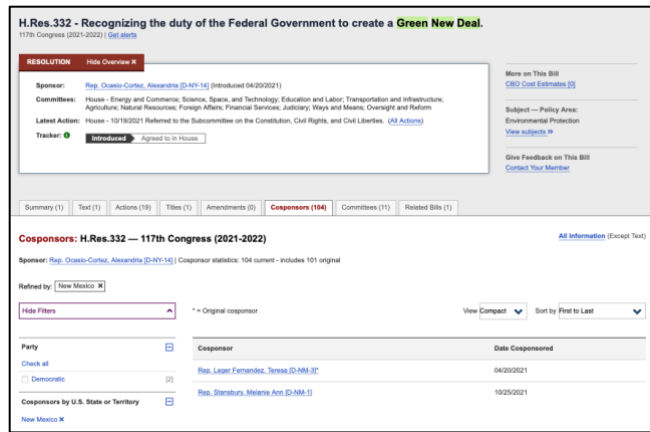 H.Res.332 - Recognizing the duty of the Federal Government to create a Green New Deal.
117th Congress (2021-2022) | Get alerts
RESOLUTION Hide Overview ✕
Sponsor: Rep. Ocasio-Cortez, Alexandria [D-NY-14] (Introduced 04/20/2021)
Committees: House - Energy and Commerce; Science, Space, and Technology; Education and Labor; Transportation and Infrastructure;
Agriculture; Natural Resources; Foreign Affairs; Financial Services; Judiciary; Ways and Means; Oversight and Reform
Latest Action: House - 10/19/2021 Referred to the Subcommittee on the Constitution, Civil Rights, and Civil Liberties. (All Actions)
Tracker: Introduced Agreed to in House
More on This Bill
CBO Cost Estimates [0]
Subject — Policy Area:
Environmental Protection
View subjects »
Give Feedback on This Bill
Contact Your Member
Summary (1) Text (1) Actions (19) Titles (1) Amendments (0) Cosponsors (104) Committees (11) Related Bills (1)
Cosponsors: H.Res.332 — 117th Congress (2021-2022)
All Information (Except Text)
Sponsor: Rep. Ocasio-Cortez, Alexandria [D-NY-14] | Cosponsor statistics: 104 current - includes 101 original
Refined by: New Mexico ✕
Hide Filters
* = Original cosponsor
View Compact Sort by First to Last
Party
Check all
Democratic [2]
Cosponsors by U.S. State or Territory
New Mexico ✕
Cosponsor Date Cosponsored
Rep. Leger Fernandez, Teresa [D-NM-3]* 04/20/2021
Rep. Stansbury, Melanie Ann [D-NM-1] 10/25/2021